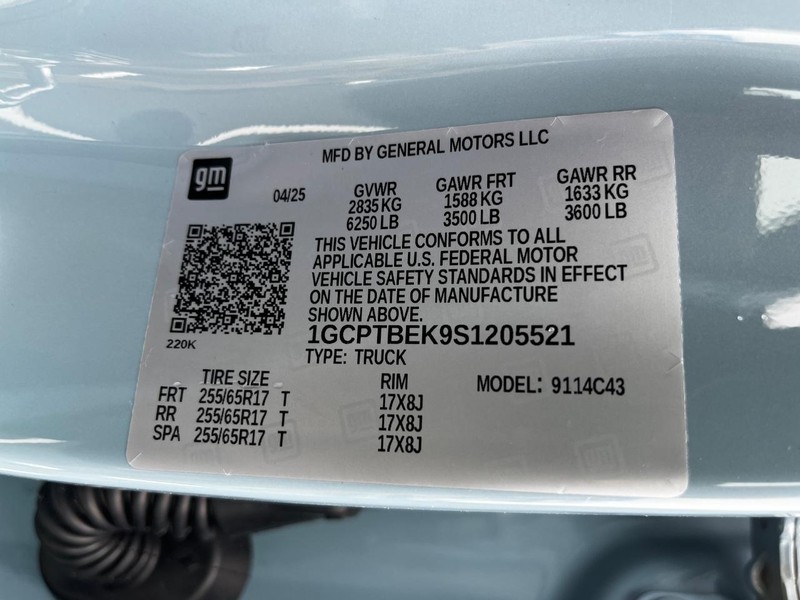 MFD BY GENERAL MOTORS LLC
gm
04/25 GVWR GAWR FRT GAWR RR
2835 KG 1588 KG 1633 KG
6250 LB 3500 LB 3600 LB
THIS VEHICLE CONFORMS TO ALL
APPLICABLE U.S. FEDERAL MOTOR
VEHICLE SAFETY STANDARDS IN EFFECT
ON THE DATE OF MANUFACTURE
SHOWN ABOVE.
220K
1GCPTBEK9S1205521
TYPE: TRUCK
TIRE SIZE RIM MODEL: 9114C43
FRT 255/65R17 T 17X8J
RR 255/65R17 T 17X8J
SPA 255/65R17 T 17X8J